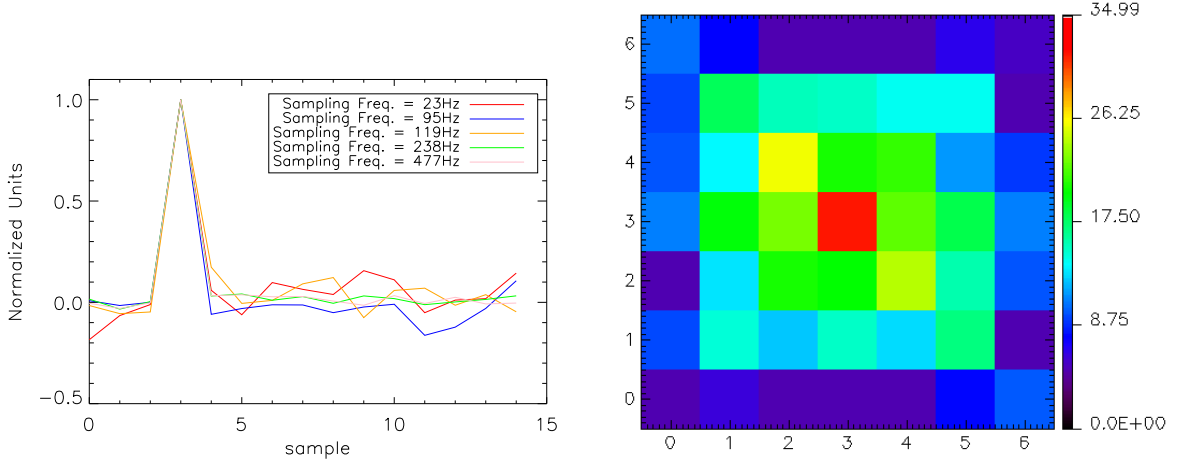 Sampling Freq. = 23Hz
Sampling Freq. = 95Hz
Sampling Freq. = 119Hz
Sampling Freq. = 238Hz
Sampling Freq. = 477Hz
1.0
0.5
0.0
−0.5
Normalized Units
0 5 10 15
sample
6
5
4
3
2
1
0
0 1 2 3 4 5 6
34.99
26.25
17.50
8.75
0.0E+00